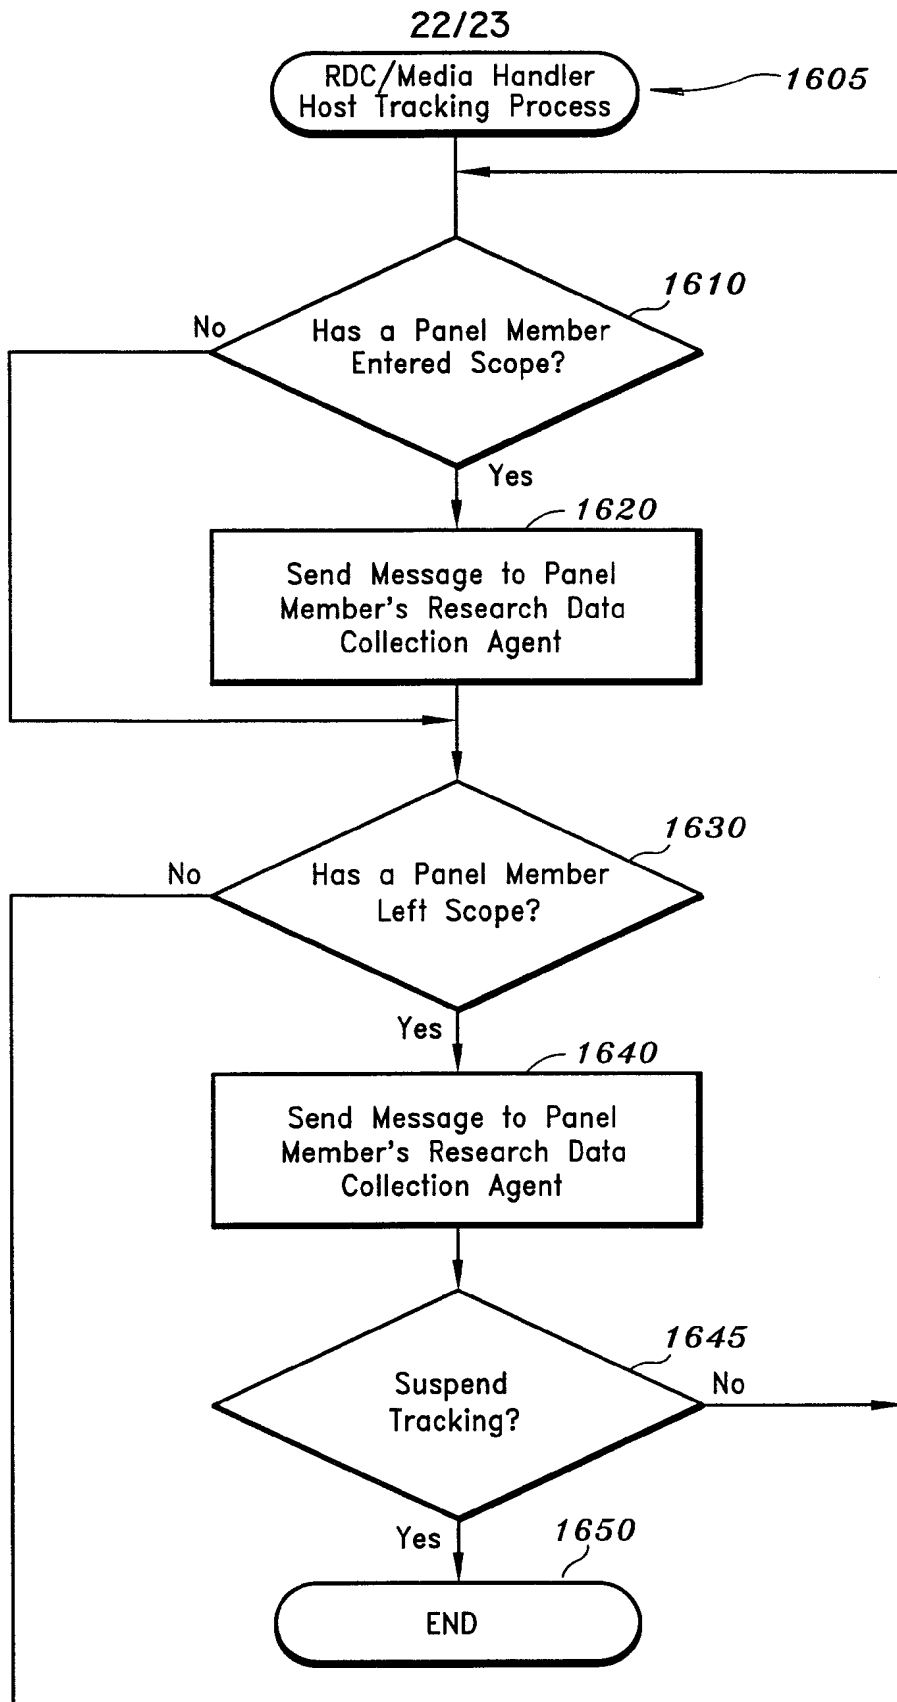 22/23
RDC/Media Handler
Host Tracking Process
1605
1610
No
Has a Panel Member
Entered Scope?
Yes
1620
Send Message to Panel
Member's Research Data
Collection Agent
1630
No
Has a Panel Member
Left Scope?
Yes
1640
Send Message to Panel
Member's Research Data
Collection Agent
1645
Suspend
Tracking?
No
Yes
1650
END